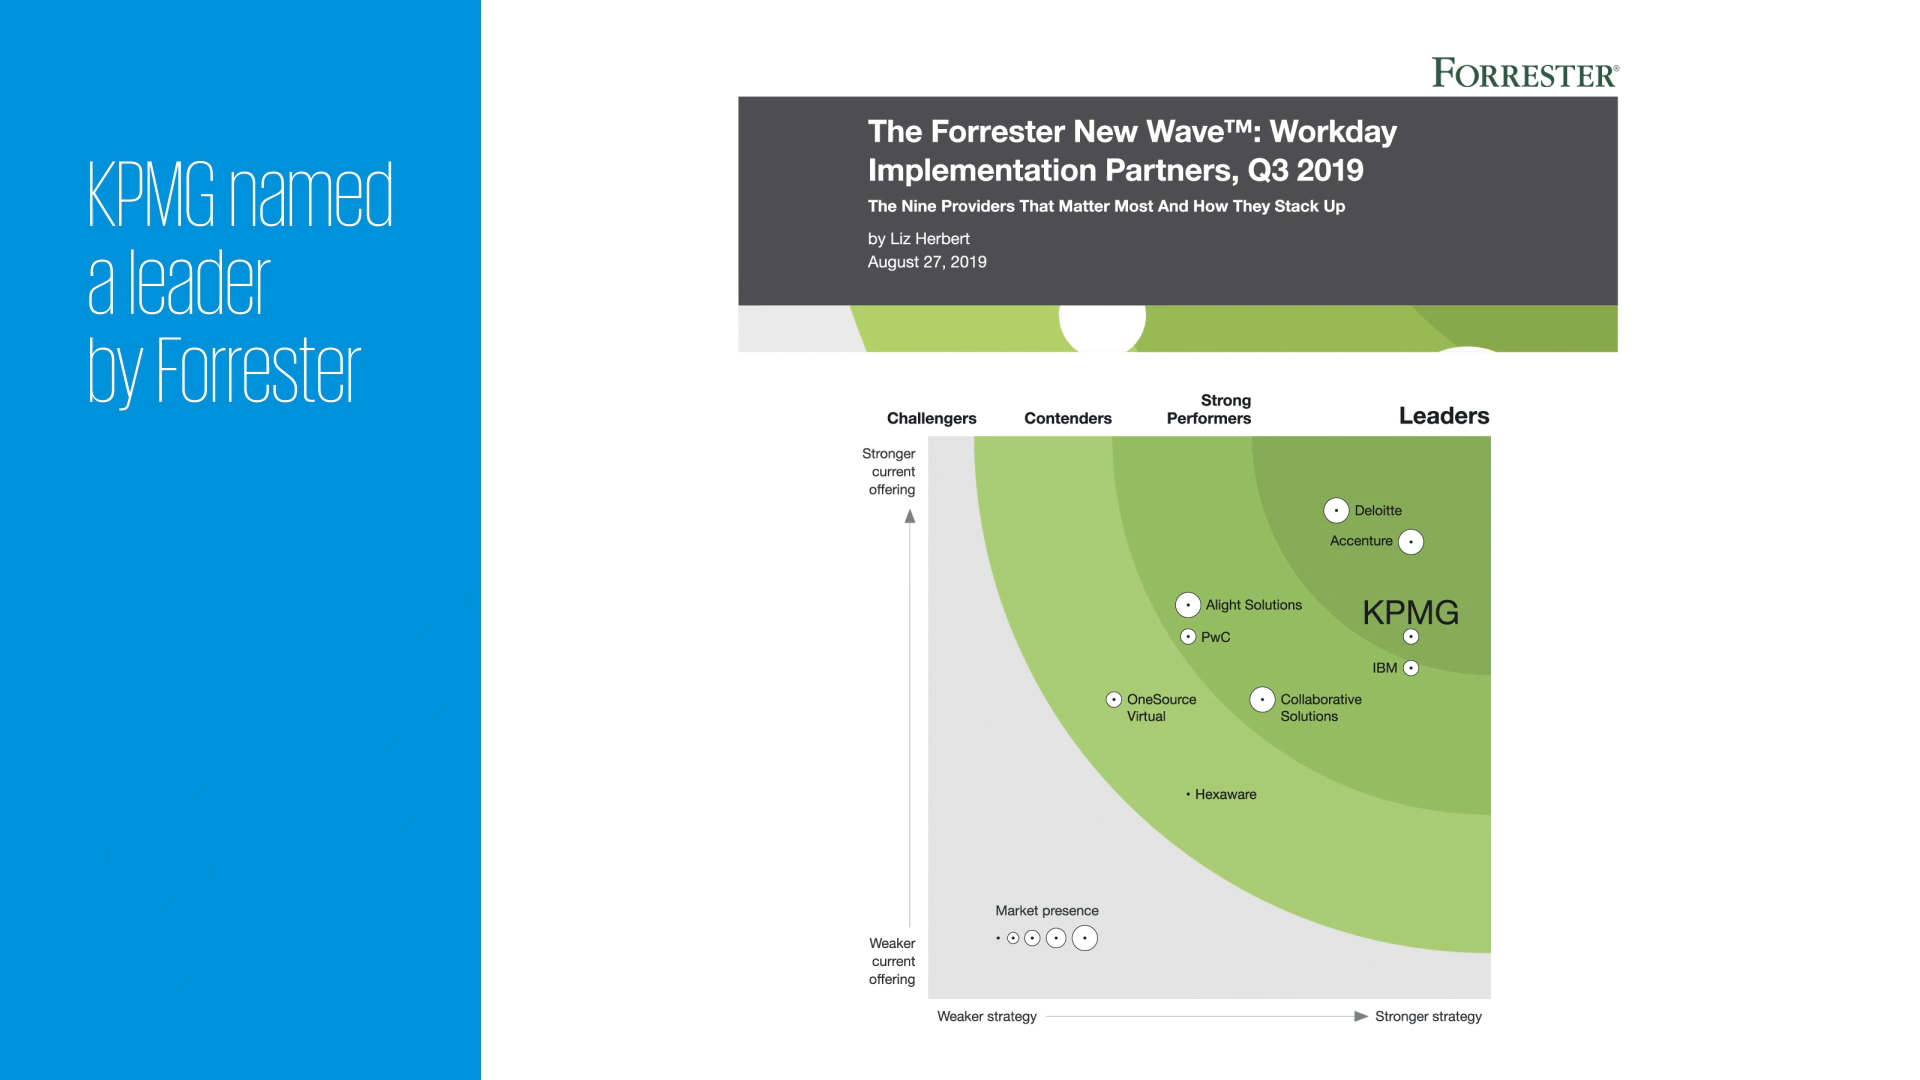 KPMG named
a leader
by Forrester
FORRESTER®
The Forrester New Wave™: Workday
Implementation Partners, Q3 2019
The Nine Providers That Matter Most And How They Stack Up
by Liz Herbert
August 27, 2019
Challengers
Contenders
Strong
Performers
Leaders
Stronger
current
offering
Deloitte
Accenture
Alight Solutions
KPMG
PwC
IBM
OneSource
Virtual
Collaborative
Solutions
Hexaware
Market presence
Weaker
current
offering
Weaker strategy
Stronger strategy